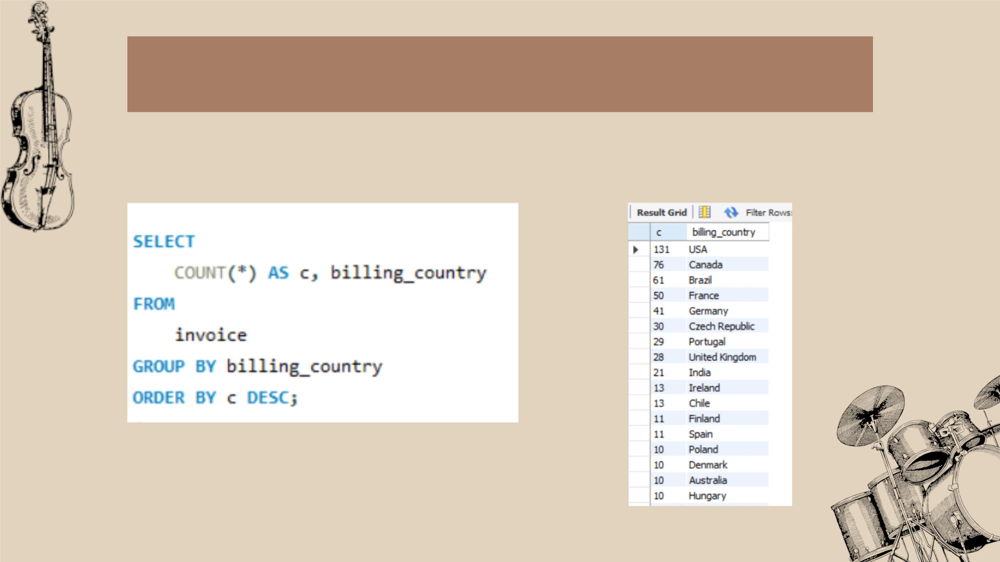 SELECT
COUNT(*) AS c, billing_country
FROM
invoice
GROUP BY billing_country
ORDER BY c DESC;
Result Grid Filter Rows:
c billing_country
131 USA
76 Canada
61 Brazil
50 France
41 Germany
30 Czech Republic
29 Portugal
28 United Kingdom
21 India
13 Ireland
13 Chile
11 Finland
11 Spain
10 Poland
10 Denmark
10 Australia
10 Hungary